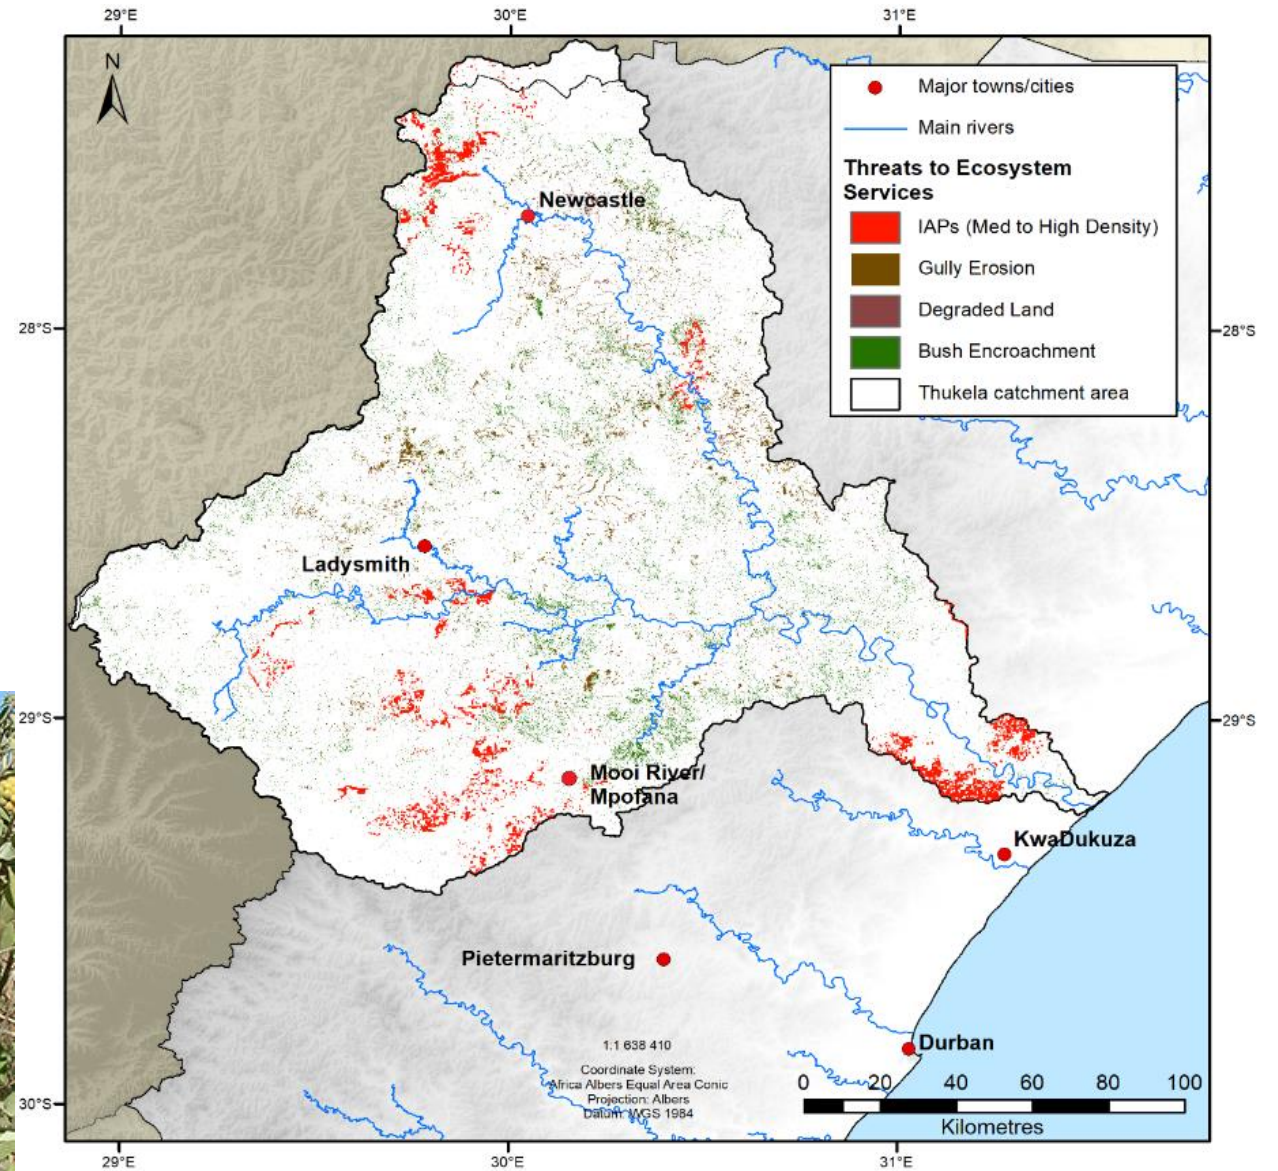 29°E
30°E
31°E
N
Major towns/cities
Main rivers
Threats to Ecosystem
Services
IAPs (Med to High Density)
Gully Erosion
Degraded Land
Bush Encroachment
Thukela catchment area
Newcastle
28°S
28°S
Ladysmith
29°S
29°S
Mooi River/
Mpofana
KwaDukuza
Pietermaritzburg
Durban
1:1 638 410
Coordinate System:
Africa Albers Equal Area Conic
Projection: Albers
Datum: WGS 1984
0 20 40 60 80 100
Kilometres
30°S
30°S
29°E
30°E
31°E